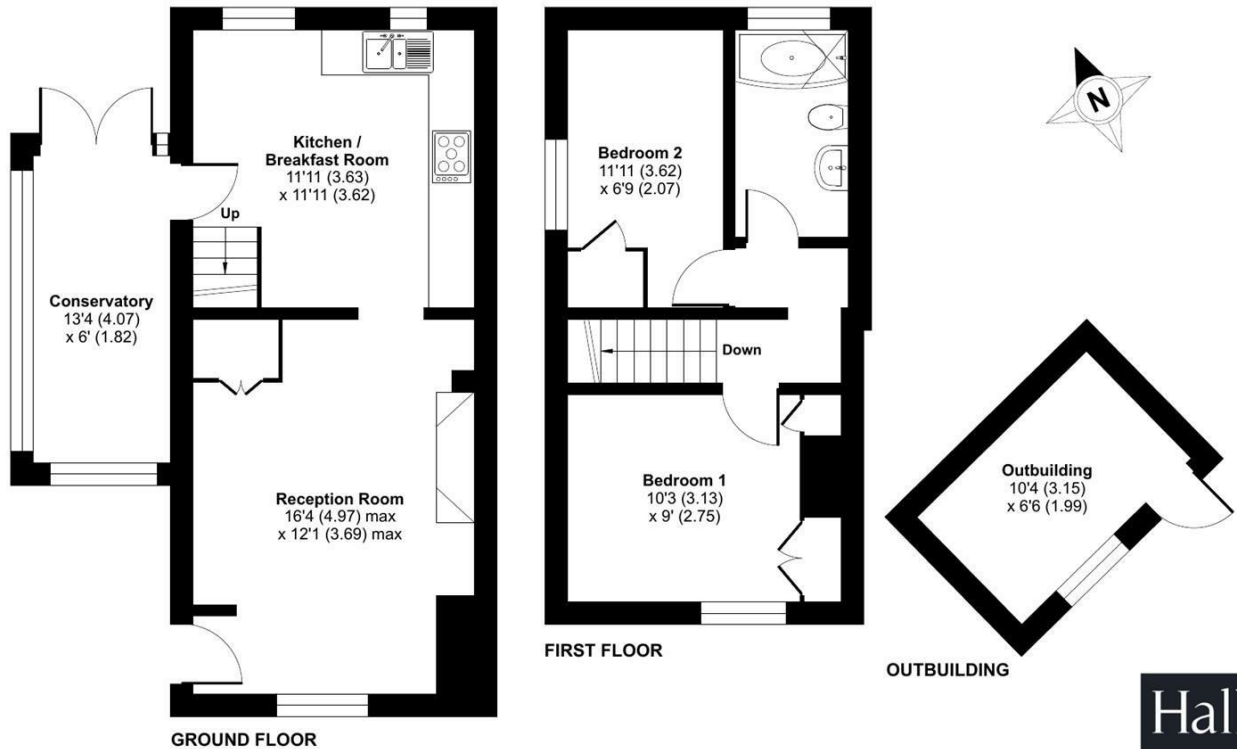 Kitchen /
Breakfast Room
11'11 (3.63)
x 11'11 (3.62)
Up
Conservatory
13'4 (4.07)
x 6' (1.82)
Reception Room
16'4 (4.97) max
x 12'1 (3.69) max
GROUND FLOOR
Bedroom 2
11'11 (3.62)
x 6'9 (2.07)
Down
Bedroom 1
10'3 (3.13)
x 9' (2.75)
FIRST FLOOR
N
Outbuilding
10'4 (3.15)
x 6'6 (1.99)
OUTBUILDING
Hal